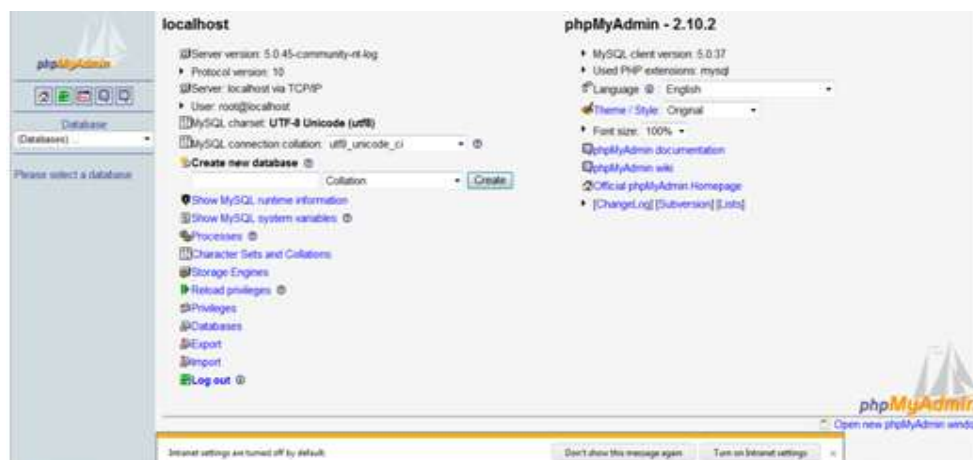 phpMyAdmin
Database
(Databases) ...
Please select a database
localhost
Server version: 5.0.45-community-nt-log
Protocol version: 10
Server: localhost via TCP/IP
User: root@localhost
MySQL charset: UTF-8 Unicode (utf8)
MySQL connection collation: utf8_unicode_ci
Create new database
Collation Create
Show MySQL runtime information
Show MySQL system variables
Processes
Character Sets and Collations
Storage Engines
Reload privileges
Privileges
Databases
Export
Import
Log out
phpMyAdmin - 2.10.2
MySQL client version: 5.0.37
Used PHP extensions: mysql
Language : English
Theme / Style: Original
Font size: 100%
phpMyAdmin documentation
phpMyAdmin wiki
Official phpMyAdmin Homepage
[ChangeLog] [Subversion] [Lists]
phpMyAdmin
Open new phpMyAdmin windo
Intranet settings are turned off by default.
Don't show this message again Turn on Intranet settings x